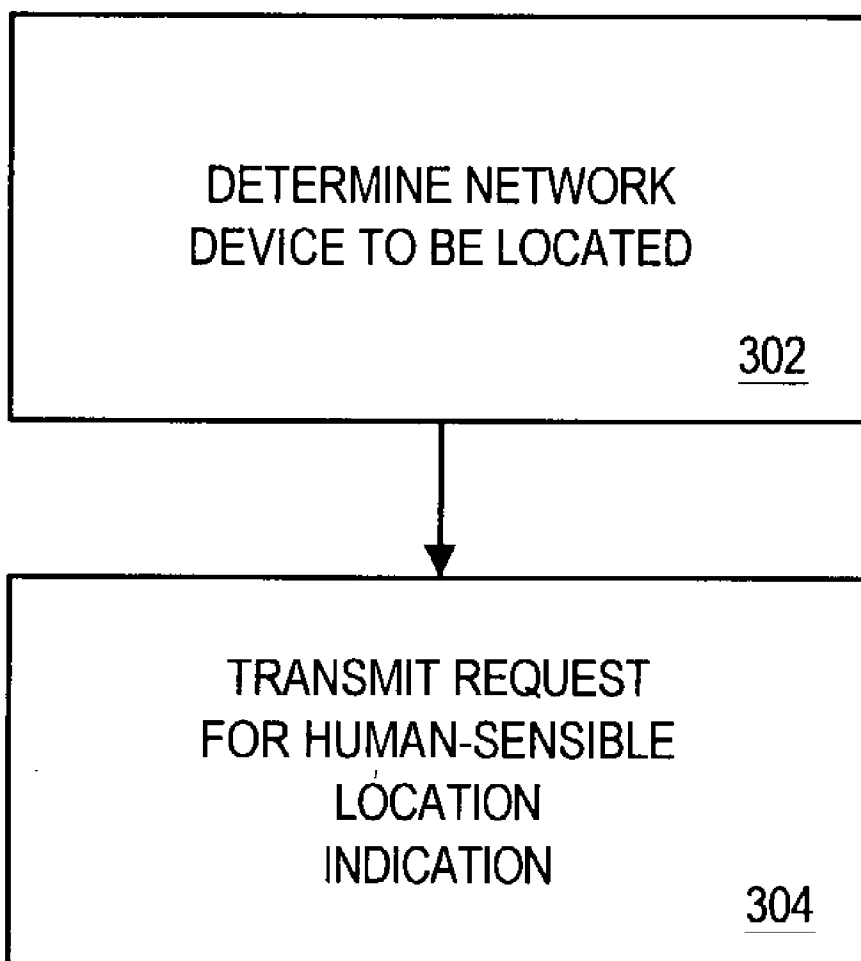 DETERMINE NETWORK
DEVICE TO BE LOCATED
302
TRANSMIT REQUEST
FOR HUMAN-SENSIBLE
LOCATION
INDICATION
304